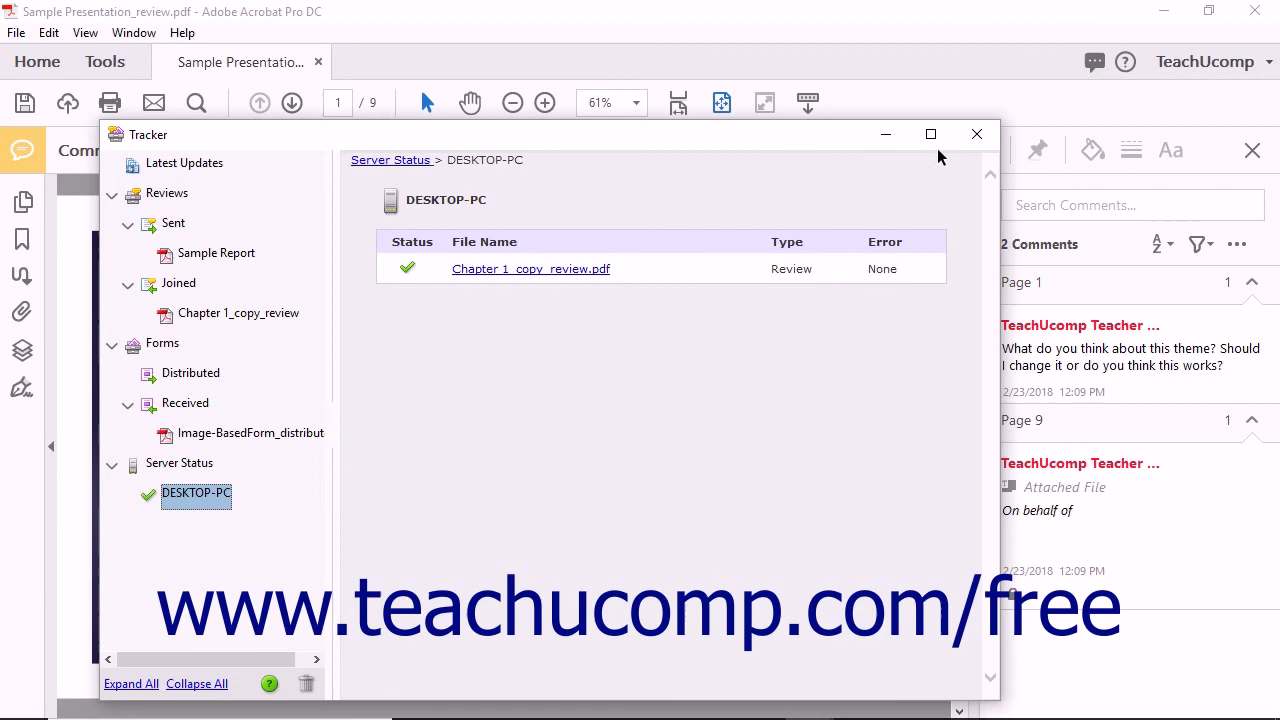 Sample Presentation_review.pdf - Adobe Acrobat Pro DC
File Edit View Window Help
Home Tools Sample Presentatio... × TeachUcomp
1 / 9 61%
Tracker
Latest Updates
Reviews
Sent
Sample Report
Joined
Chapter 1_copy_review
Forms
Distributed
Received
Image-BasedForm_distribut
Server Status
DESKTOP-PC
Expand All Collapse All
Server Status > DESKTOP-PC
DESKTOP-PC
Status File Name Type Error
Chapter 1_copy_review.pdf Review None
Aa
Search Comments...
2 Comments
Page 1 1
TeachUcomp Teacher ...
What do you think about this theme? Should
I change it or do you think this works?
2/23/2018 12:09 PM
Page 9 1
TeachUcomp Teacher ...
Attached File
On behalf of
2/23/2018 12:09 PM
www.teachucomp.com/free